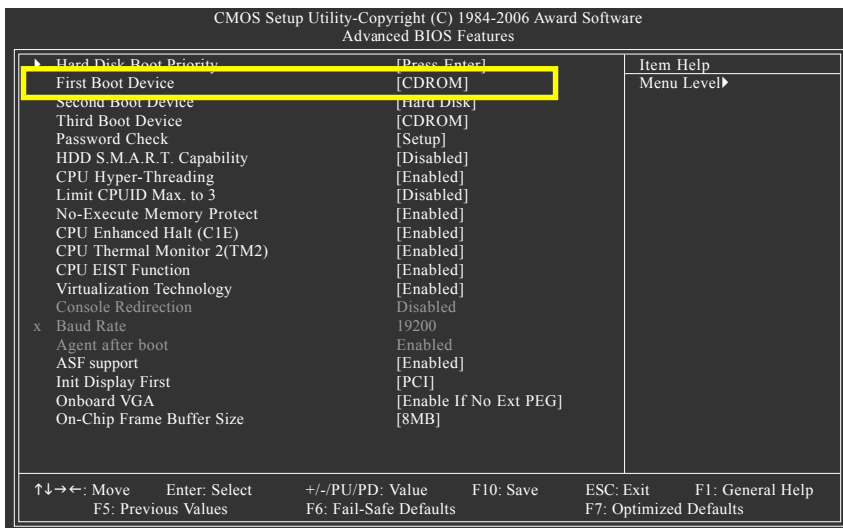 CMOS Setup Utility-Copyright (C) 1984-2006 Award Software
Advanced BIOS Features
Hard Disk Boot Priority [Press Enter] Item Help
First Boot Device [CDROM] Menu Level
Second Boot Device [Hard Disk]
Third Boot Device [CDROM]
Password Check [Setup]
HDD S.M.A.R.T. Capability [Disabled]
CPU Hyper-Threading [Enabled]
Limit CPUID Max. to 3 [Disabled]
No-Execute Memory Protect [Enabled]
CPU Enhanced Halt (C1E) [Enabled]
CPU Thermal Monitor 2(TM2) [Enabled]
CPU EIST Function [Enabled]
Virtualization Technology [Enabled]
Console Redirection Disabled
x Baud Rate 19200
Agent after boot Enabled
ASF support [Enabled]
Init Display First [PCI]
Onboard VGA [Enable If No Ext PEG]
On-Chip Frame Buffer Size [8MB]
↑↓→←: Move Enter: Select +/-/PU/PD: Value F10: Save ESC: Exit F1: General Help
F5: Previous Values F6: Fail-Safe Defaults F7: Optimized Defaults